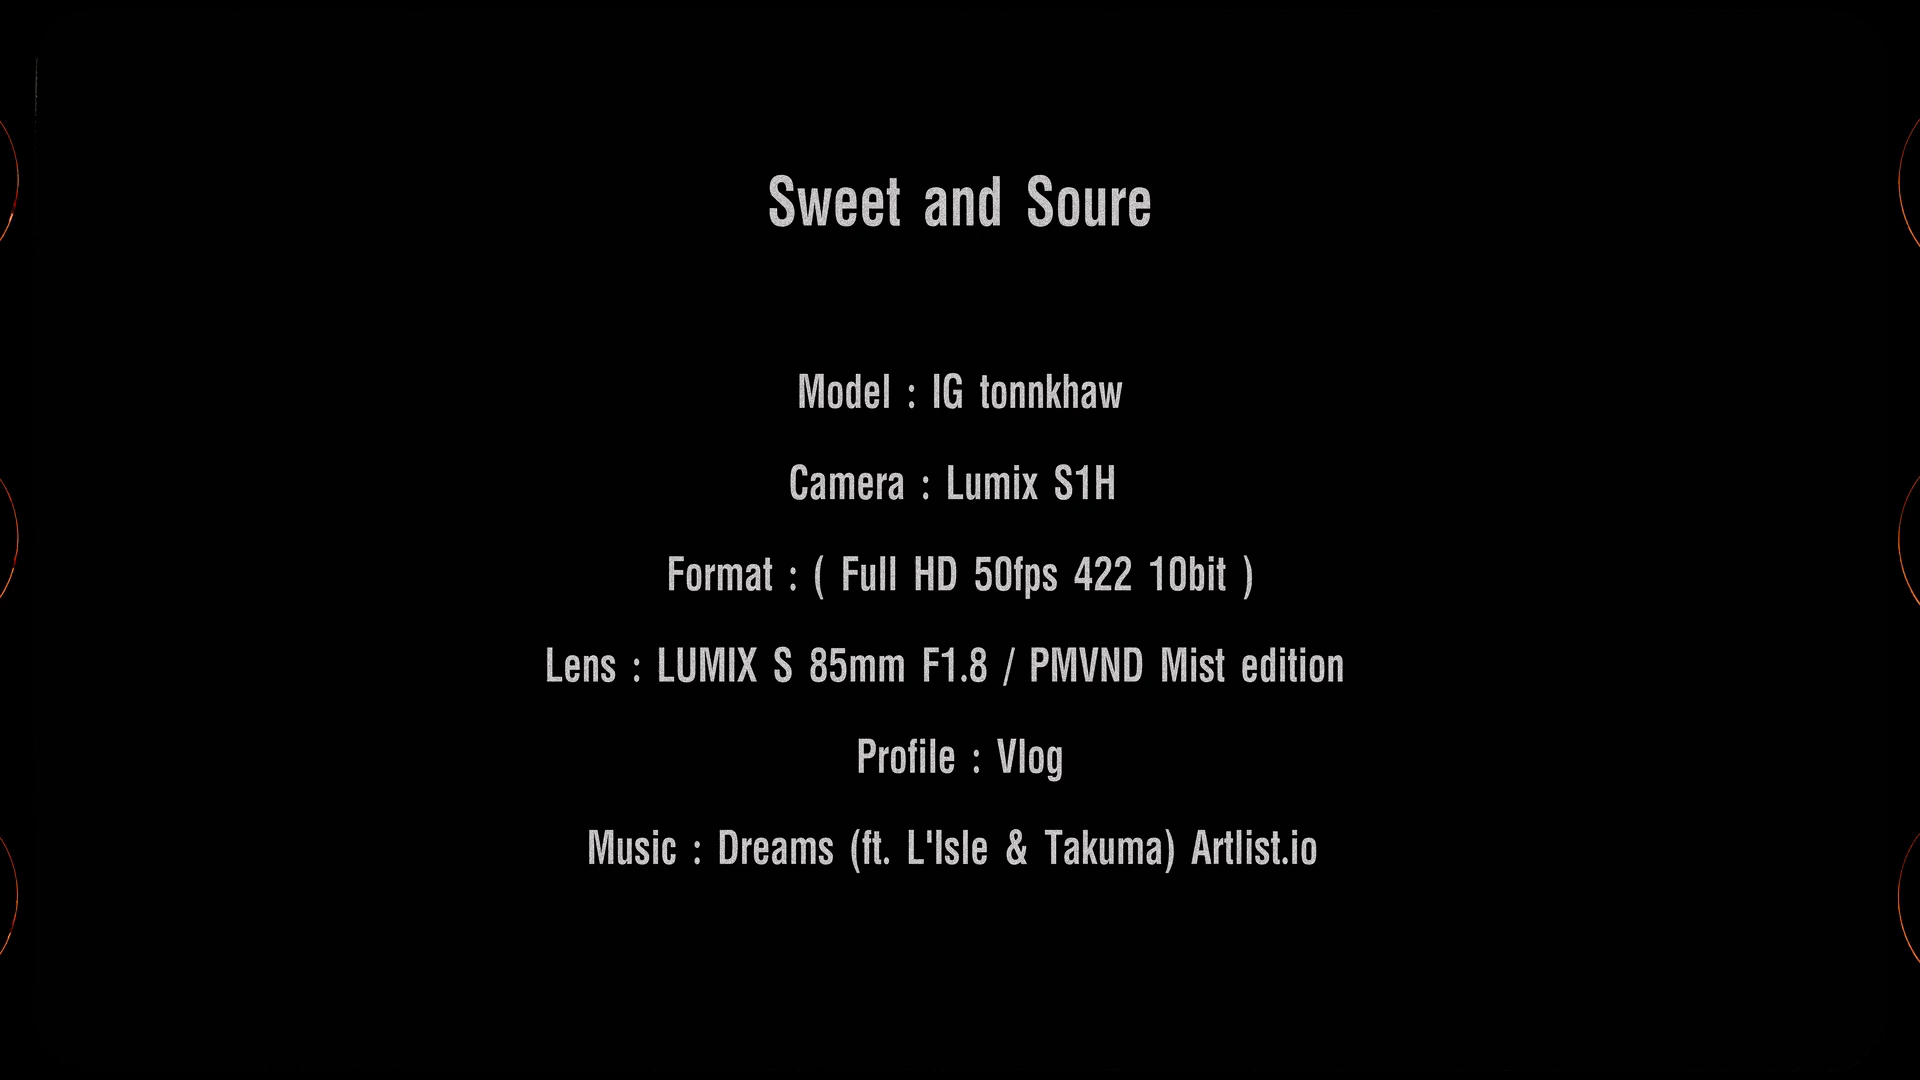 Sweet and Soure
Model : IG tonnkhaw
Camera : Lumix S1H
Format : ( Full HD 50fps 422 10bit )
Lens : LUMIX S 85mm F1.8 / PMVND Mist edition
Profile : Vlog
Music : Dreams (ft. L'Isle & Takuma) Artlist.io